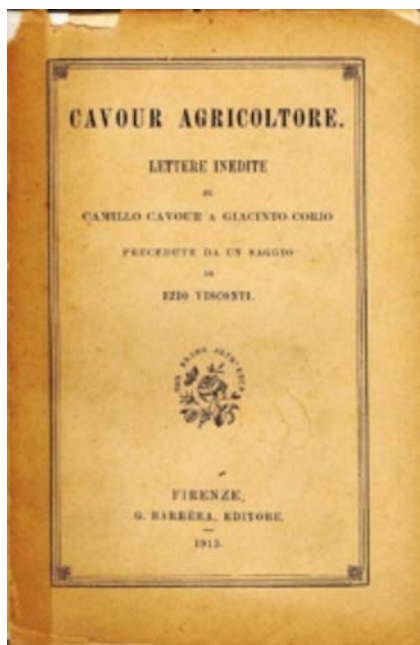 CAVOUR AGRICOLTORE.
LETTERE INEDITE
DI
CAMILLO CAVOUR A GIACINTO CORIO
PRECEDUTE DA UN SAGGIO
DI
EZIO VISCONTI.
FIRENZE,
G. BARBÈRA, EDITORE.
1913.